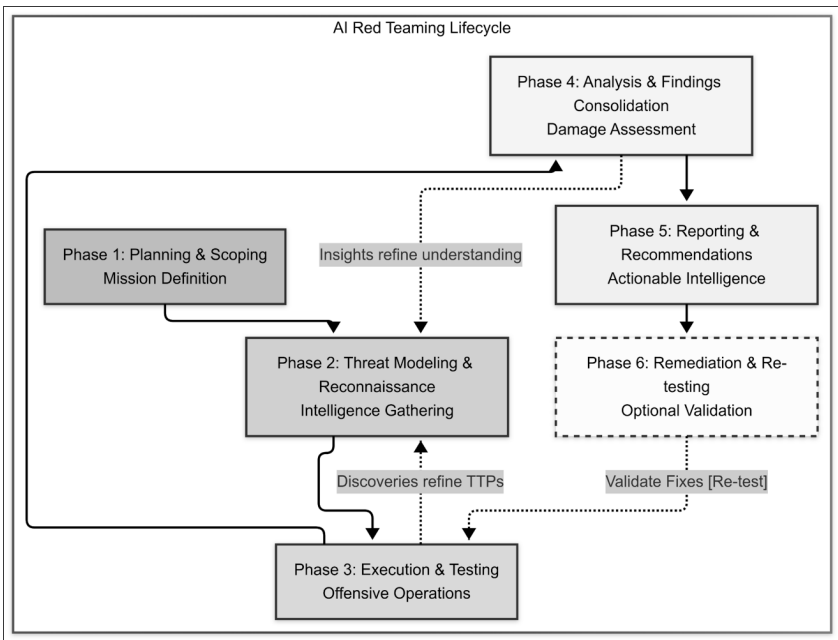 AI Red Teaming Lifecycle
Phase 4: Analysis & Findings
Consolidation
Damage Assessment
Phase 1: Planning & Scoping
Mission Definition
Insights refine understanding
Phase 5: Reporting &
Recommendations
Actionable Intelligence
Phase 2: Threat Modeling &
Reconnaissance
Intelligence Gathering
Phase 6: Remediation & Re-
testing
Optional Validation
Discoveries refine TTPs
Validate Fixes [Re-test]
Phase 3: Execution & Testing
Offensive Operations